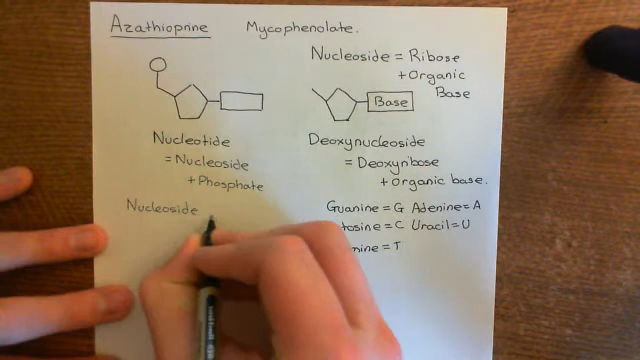 Azathioprine Mycophenolate.
Nucleoside = Ribose
+ Organic
Base
Base
Nucleotide
= Nucleoside
+ Phosphate
Deoxynucleoside
= Deoxyribose
+ Organic base.
Nucleoside
Guanine = G Adenine = A
Uracil = U
= T